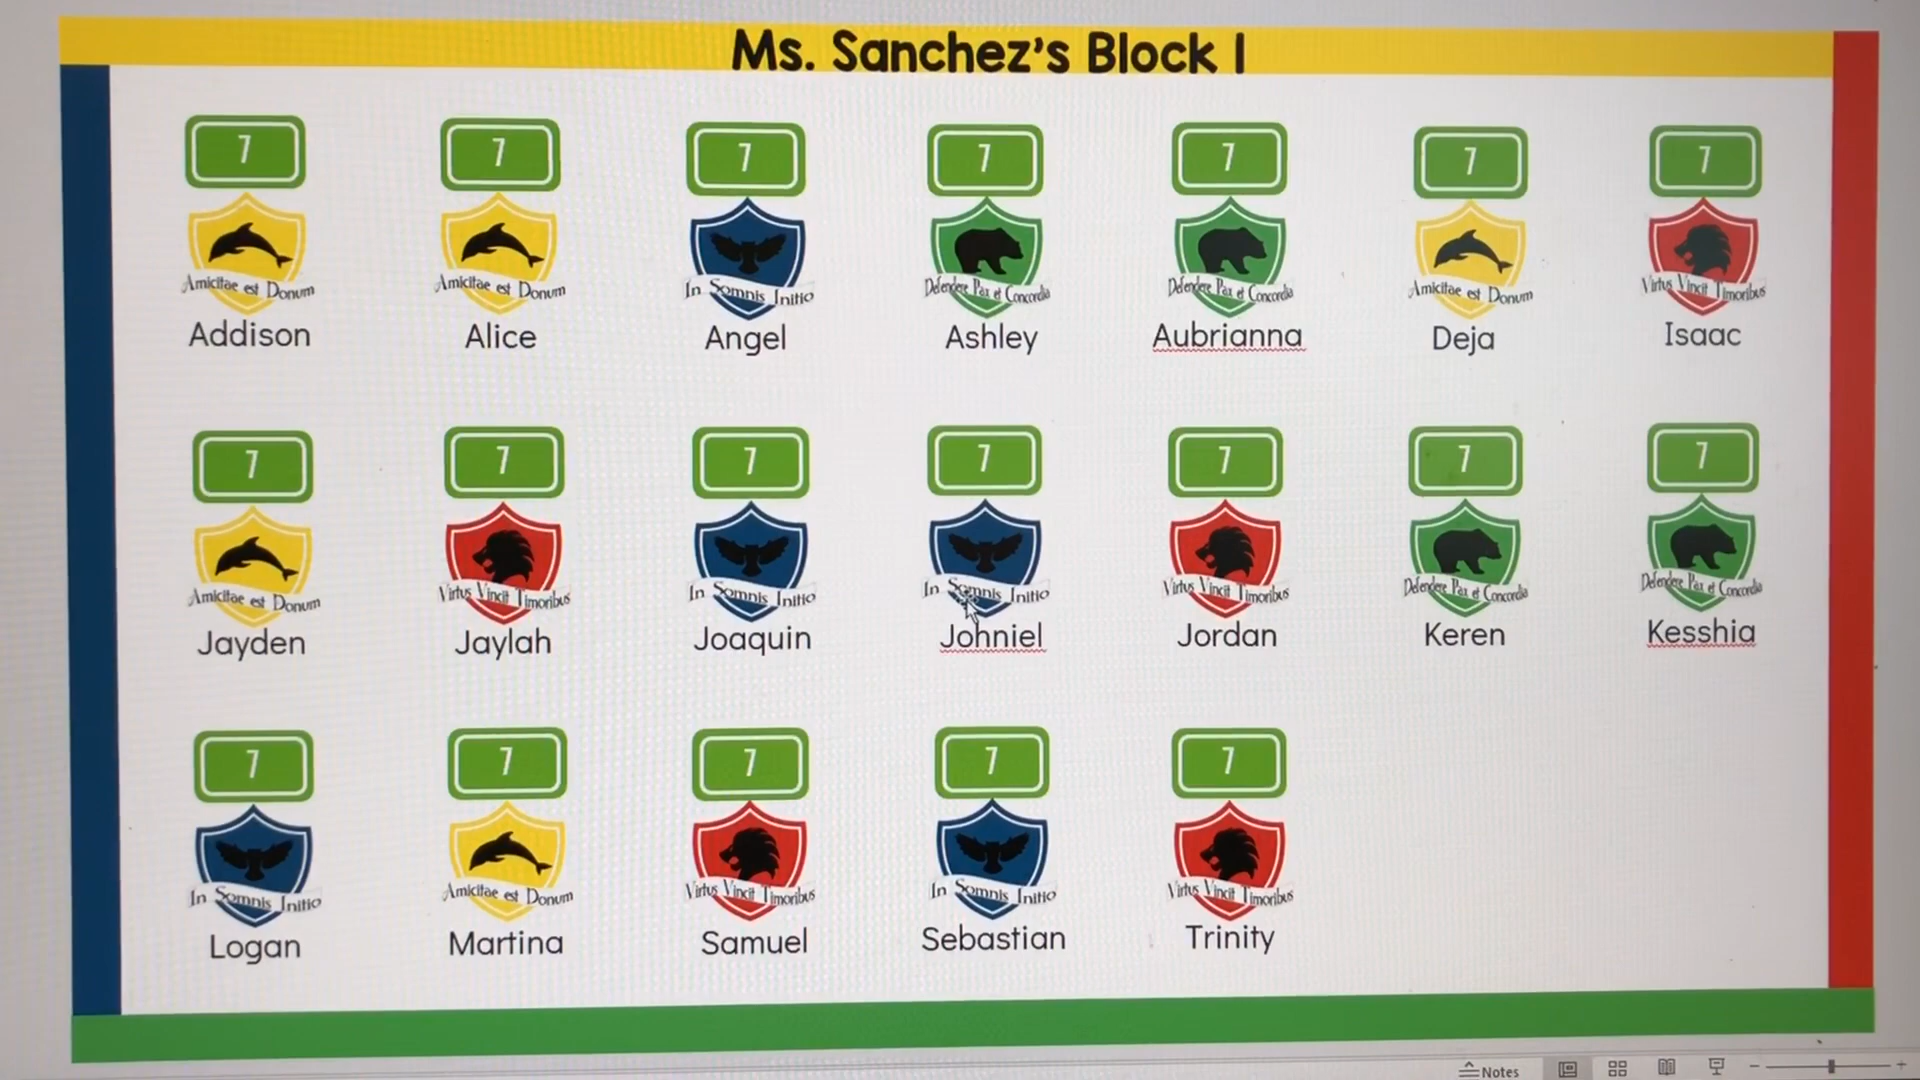 Ms. Sanchez's Block 1
7 7 7 7 7 7 7
Amicitae est Donum Amicitae est Donum In Somnis Initio Defendere Pax et Concordia Defendere Pax et Concordia Amicitae est Donum Virtus Vincit Timoribus
Addison Alice Angel Ashley Aubrianna Deja Isaac
7 7 7 7 7 7 7
Amicitae est Donum Virtus Vincit Timoribus In Somnis Initio In Somnis Initio Virtus Vincit Timoribus Defendere Pax et Concordia Defendere Pax et Concordia
Jayden Jaylah Joaquin Johniel Jordan Keren Kesshia
7 7 7 7 7
In Somnis Initio Amicitae est Donum Virtus Vincit Timoribus In Somnis Initio Virtus Vincit Timoribus
Logan Martina Samuel Sebastian Trinity
Notes